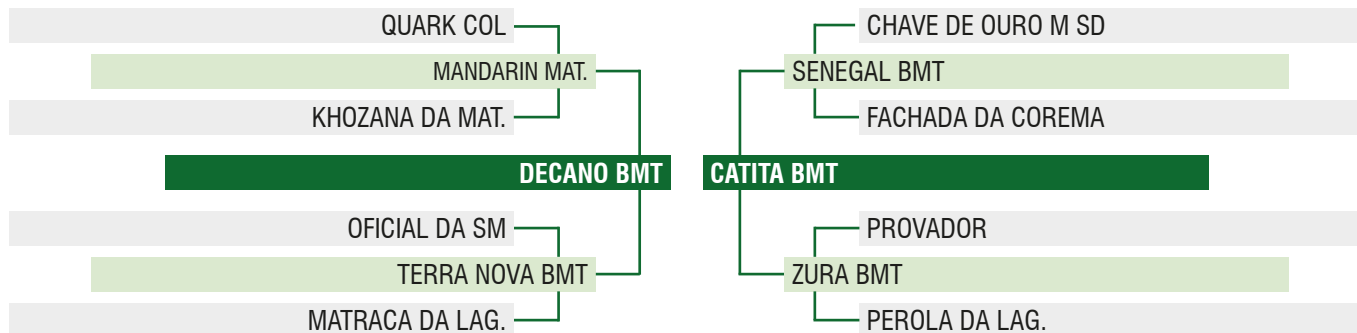 QUARK COL
MANDARIN MAT.
KHOZANA DA MAT.
DECANO BMT
OFICIAL DA SM
TERRA NOVA BMT
MATRACA DA LAG.
CHAVE DE OURO M SD
SENEGAL BMT
FACHADA DA COREMA
CATITA BMT
PROVADOR
ZURA BMT
PEROLA DA LAG.